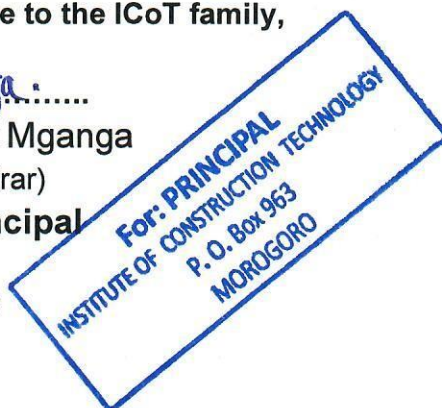 e to the ICoT family,
Mganga
rar)
cipal
For: PRINCIPAL
INSTITUTE OF CONSTRUCTION TECHNOLOGY
P. O. Box 963
MOROGORO